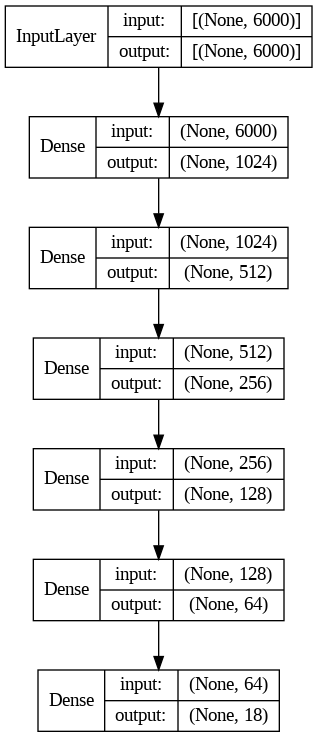 InputLayer
input: [(None, 6000)]
output: [(None, 6000)]
Dense
input: (None, 6000)
output: (None, 1024)
Dense
input: (None, 1024)
output: (None, 512)
Dense
input: (None, 512)
output: (None, 256)
Dense
input: (None, 256)
output: (None, 128)
Dense
input: (None, 128)
output: (None, 64)
Dense
input: (None, 64)
output: (None, 18)